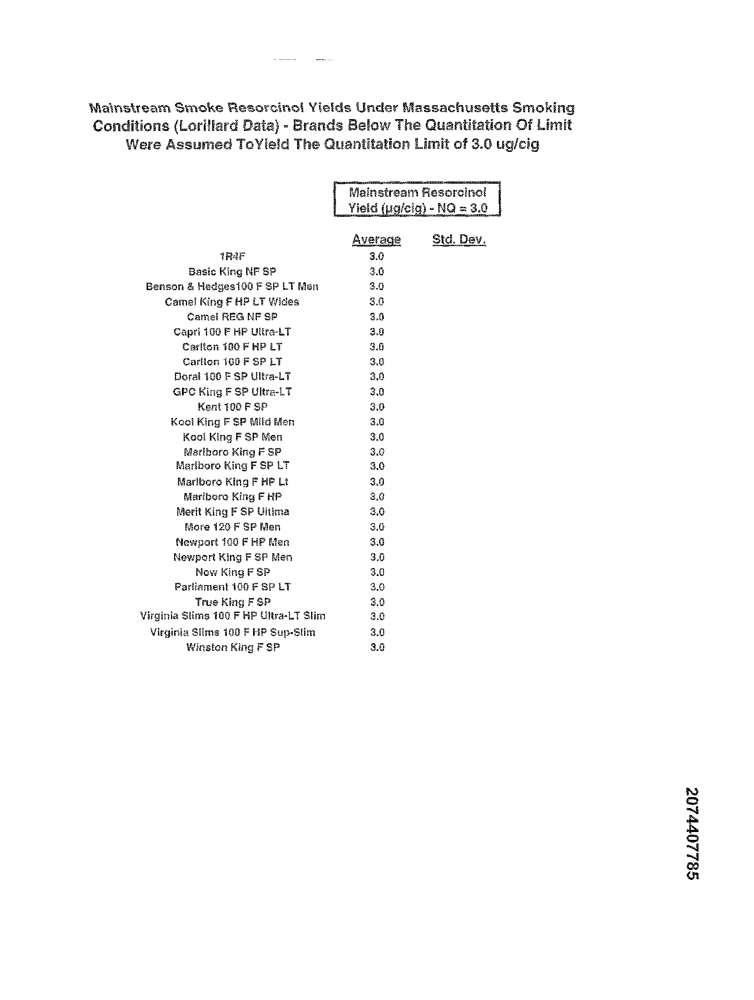 Mainstream Smoke Resorcinol Yields Under Massachusetts Smoking
Conditions (Lorillard Data) - Brands Below The Quantitation Of Limit
Were Assumed ToYield The Quantitation Limit of 3.0 ug/cig
Mainstream Resorcinol
Yield (µg/cig) - NQ = 3.0
Average Std. Dev.
1R4F 3.0
Basic King NF SP 3.0
Benson & Hedges100 F SP LT Men 3.0
Camel King F HP LT Wides 3.0
Camel REG NF SP 3.0
Capri 100 F HP Ultra-LT 3.0
Carlton 100 F HP LT 3.0
Carlton 100 F SP LT 3.0
Doral 100 F SP Ultra-LT 3.0
GPC King F SP Ultra-LT 3.0
Kent 100 F SP 3.0
Kool King F SP Mild Men 3.0
Kool King F SP Men 3.0
Marlboro King F SP 3.0
Marlboro King F SP LT 3.0
Marlboro King F HP Lt 3.0
Marlboro King F HP 3.0
Merit King F SP Ultima 3.0
More 120 F SP Men 3.0
Newport 100 F HP Men 3.0
Newport King F SP Men 3.0
Now King F SP 3.0
Parliament 100 F SP LT 3.0
True King F SP 3.0
Virginia Slims 100 F HP Ultra-LT Slim 3.0
Virginia Slims 100 F HP Sup-Slim 3.0
Winston King F SP 3.0
2074407785